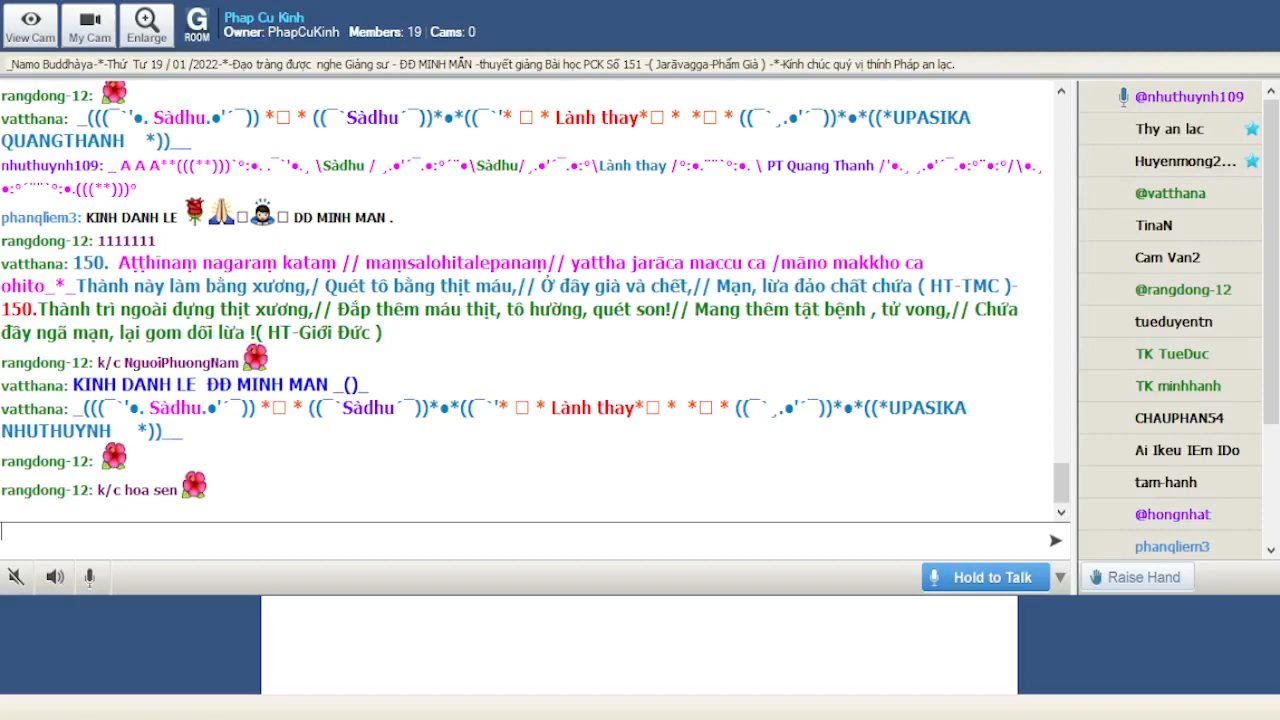 View Cam
My Cam
Enlarge
G
ROOM
Phap Cu Kinh
Owner: PhapCuKinh Members: 19 Cams: 0
_Namo Buddhàya-*-Thứ Tư 19 / 01 /2022-*-Đạo tràng được nghe Giảng sư - ĐĐ MINH MẪN -thuyết giảng Bài học PCK Số 151 -( Jarāvagga-Phẩm Già ) -*-Kính chúc quý vị thính Pháp an lạc.
rangdong-12:
vatthana: _(((¯`'•. Sàdhu.•'´¯)) *□ * ((¯`Sàdhu´¯))*•*((¯`'* □ * Lành thay*□ * *□ * ((¯`¸.•'´¯))*•*((*UPASIKA
QUANGTHANH *))__
nhuthuynh109: _ A A A**(((**)))`°:•. .¯`'•.¸ \Sàdhu / ¸.•'´¯.•:°´¨•\Sàdhu/¸.•'´¯.•:°\Lành thay /°:•.¨¨`°:•. \ PT Quang Thanh /'•.¸ ¸.•'´¯.•:°¨•:°/\•.¸
•:°´¨¨`°:•.(((**)))°
phanqliem3: KINH DANH LE □ □ DD MINH MAN .
rangdong-12: 1111111
vatthana: 150. Aṭṭhīnaṃ nagaraṃ kataṃ // maṃsalohitalepanaṃ// yattha jarāca maccu ca /māno makkho ca
ohito_*_Thành này làm bằng xương,/ Quét tô bằng thịt máu,// Ở đây già và chết,// Mạn, lừa đảo chất chứa ( HT-TMC )-
150.Thành trì ngoài đựng thịt xương,// Đắp thêm máu thịt, tô hường, quét son!// Mang thêm tật bệnh , tử vong,// Chứa
đầy ngã mạn, lại gom dối lừa !( HT-Giới Đức )
rangdong-12: k/c NguoiPhuongNam
vatthana: KINH DANH LE ĐĐ MINH MAN _()_
vatthana: _(((¯`'•. Sàdhu.•'´¯)) *□ * ((¯`Sàdhu´¯))*•*((¯`'* □ * Lành thay*□ * *□ * ((¯`¸.•'´¯))*•*((*UPASIKA
NHUTHUYNH *))__
rangdong-12:
rangdong-12: k/c hoa sen
@nhuthuynh109
Thy an lac
Huyenmong2...
@vatthana
TinaN
Cam Van2
@rangdong-12
tueduyentn
TK TueDuc
TK minhhanh
CHAUPHAN54
Ai lkeu IEm IDo
tam-hanh
@hongnhat
phanqliem3
Hold to Talk
Raise Hand